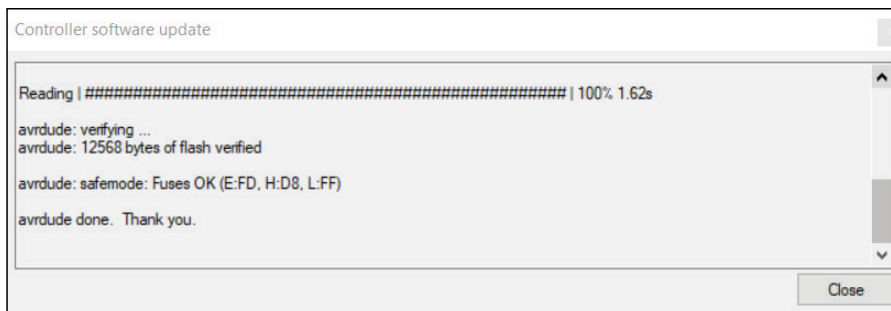 Controller software update
Reading | ################################################## | 100% 1.62s
avrdude: verifying ...
avrdude: 12568 bytes of flash verified
avrdude: safemode: Fuses OK (E:FD, H:D8, L:FF)
avrdude done.  Thank you.
Close